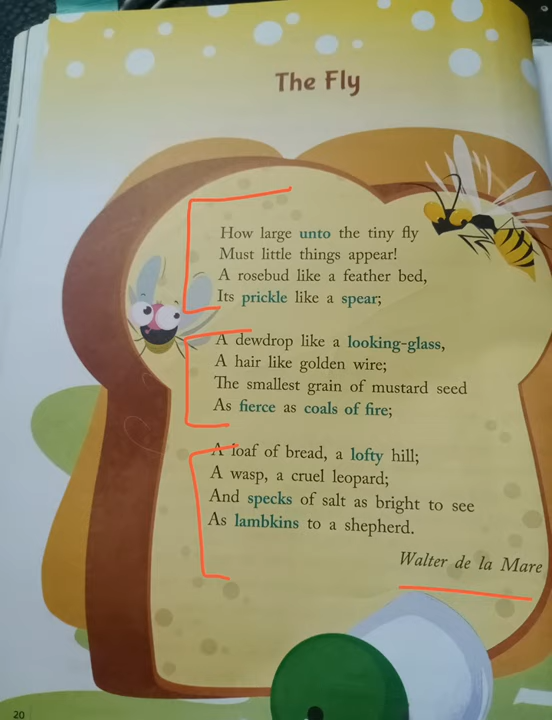 The Fly
How large unto the tiny fly
Must little things appear!
A rosebud like a feather bed,
Its prickle like a spear;
A dewdrop like a looking-glass,
A hair like golden wire;
The smallest grain of mustard seed
As fierce as coals of fire;
A loaf of bread, a lofty hill;
A wasp, a cruel leopard;
And specks of salt as bright to see
As lambkins to a shepherd.
Walter de la Mare
20